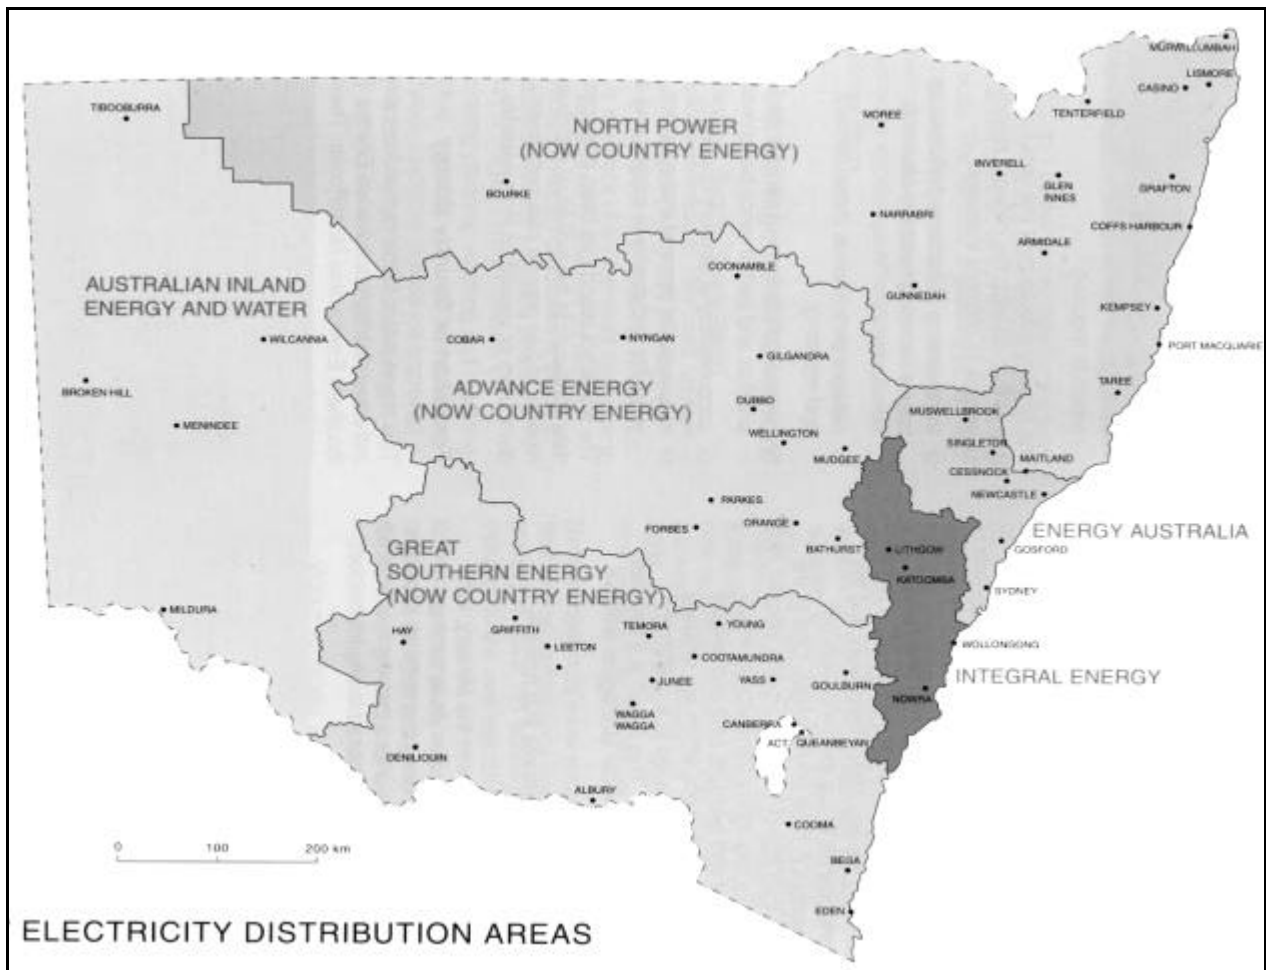 MURWILLUMBAH
LISMORE
CASINO
TIBOOBURRA
TENTERFIELD
MOREE
NORTH POWER
(NOW COUNTRY ENERGY)
INVERELL
GLEN
INNES
GRAFTON
BOURKE
NARRABRI
COFFS HARBOUR
ARMIDALE
COONAMBLE
AUSTRALIAN INLAND
ENERGY AND WATER
GUNNEDAH
KEMPSEY
WILCANNIA
COBAR
NYNGAN
PORT MACQUARIE
GILGANDRA
BROKEN HILL
ADVANCE ENERGY
(NOW COUNTRY ENERGY)
TAREE
DUBBO
MUSWELLBROOK
MENINDEE
WELLINGTON
SINGLETON
MUDGEE
MAITLAND
CESSNOCK
NEWCASTLE
PARKES
FORBES
ORANGE
ENERGY AUSTRALIA
BATHURST
LITHGOW
GOSFORD
GREAT
SOUTHERN ENERGY
(NOW COUNTRY ENERGY)
KATOOMBA
SYDNEY
MILDURA
HAY
GRIFFITH
TEMORA
YOUNG
LEETON
WOLLONGONG
COOTAMUNDRA
INTEGRAL ENERGY
JUNEE
YASS
GOULBURN
NOWRA
WAGGA
WAGGA
CANBERRA
ACT
QUEANBEYAN
DENILIQUIN
ALBURY
COOMA
0 100 200 km
BEGA
EDEN
ELECTRICITY DISTRIBUTION AREAS